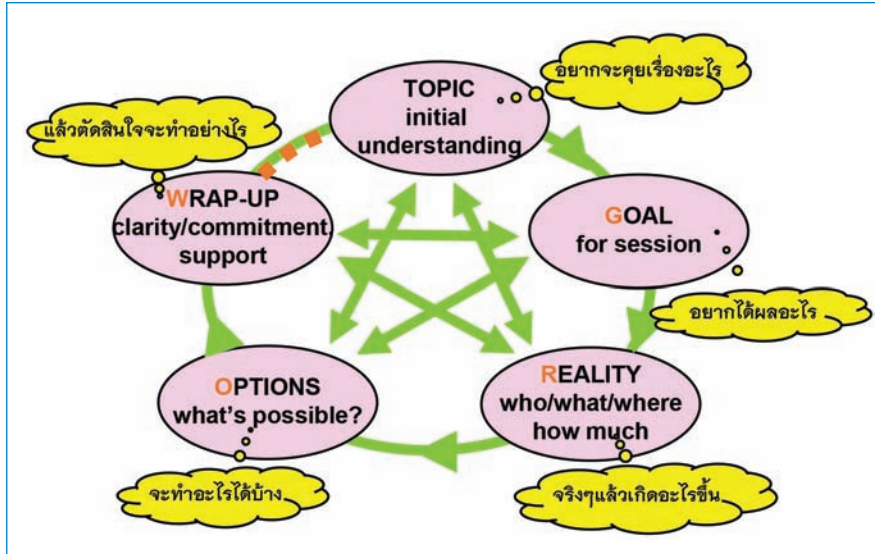 อยากจะคุยเรื่องอะไร
TOPIC
initial
understanding
แล้วตัดสินใจจะทำอย่างไร
WRAP-UP
clarity/commitment
support
GOAL
for session
อยากได้ผลอะไร
OPTIONS
what's possible?
REALITY
who/what/where
how much
จะทำอะไรได้บ้าง
จริงๆแล้วเกิดอะไรขึ้น